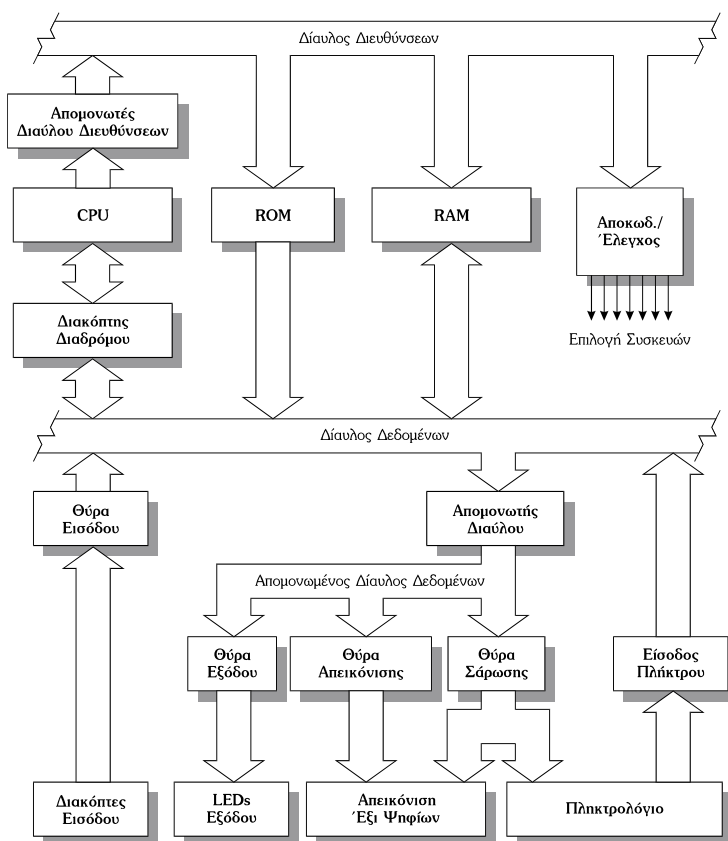 Δίαυλος Διευθύνσεων
Απομονωτές
Διαύλου Διευθύνσεων
CPU
ROM
RAM
Αποκωδ./
Έλεγχος
Διακόπτης
Διαδρόμου
Επιλογή Συσκευών
Δίαυλος Δεδομένων
Θύρα
Εισόδου
Απομονωτής
Διαύλου
Απομονωμένος Δίαυλος Δεδομένων
Θύρα
Εξόδου
Θύρα
Απεικόνισης
Θύρα
Σάρωσης
Είσοδος
Πλήκτρου
Διακόπτες
Εισόδου
LEDs
Εξόδου
Απεικόνιση
Έξι Ψηφίων
Πληκτρολόγιο